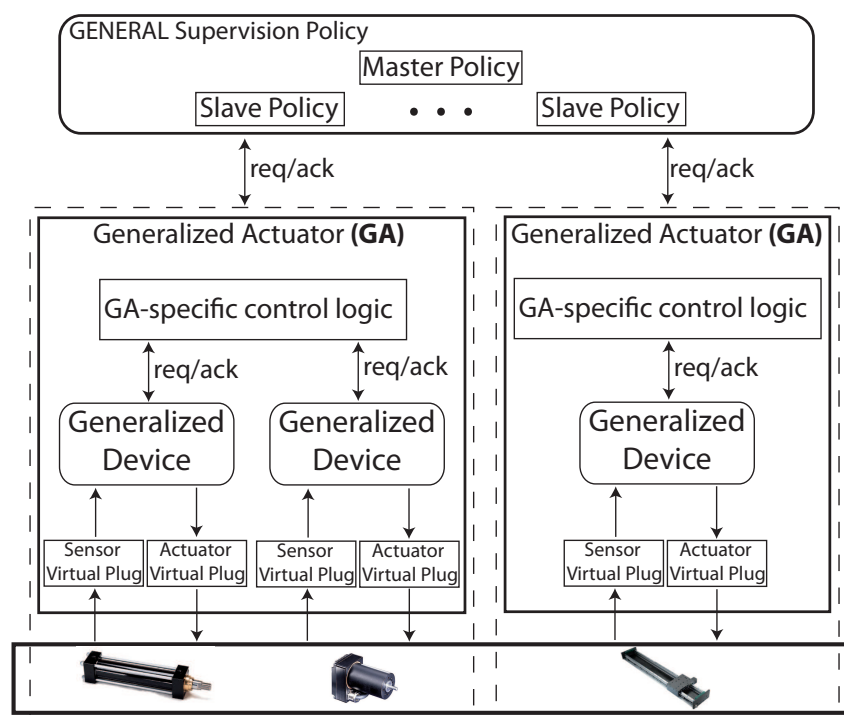 GENERAL Supervision Policy
Master Policy
Slave Policy • • • Slave Policy
req/ack req/ack
Generalized Actuator (GA) Generalized Actuator (GA)
GA-specific control logic GA-specific control logic
req/ack req/ack req/ack
Generalized Generalized Generalized
Device Device Device
Sensor Actuator Sensor Actuator Sensor Actuator
Virtual Plug Virtual Plug Virtual Plug Virtual Plug Virtual Plug Virtual Plug